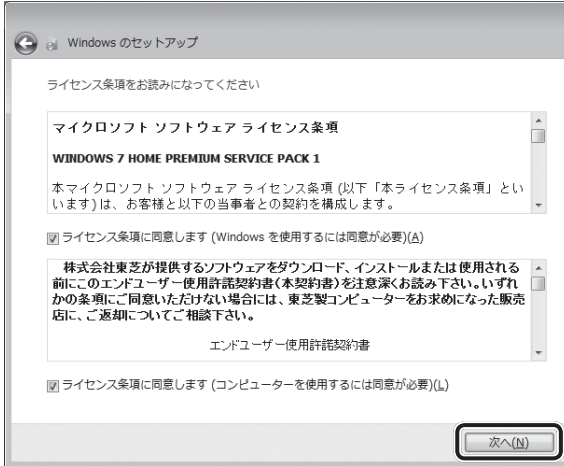 Windows のセットアップ
ライセンス条項をお読みになってください
マイクロソフト ソフトウェア ライセンス条項
WINDOWS 7 HOME PREMIUM SERVICE PACK 1
本マイクロソフト ソフトウェア ライセンス条項 (以下「本ライセンス条項」とい
います) は、お客様と以下の当事者との契約を構成します。
ライセンス条項に同意します (Windows を使用するには同意が必要)(A)
株式会社東芝が提供するソフトウェアをダウンロード、インストールまたは使用される
前にこのエンドユーザー使用許諾契約書(本契約書)を注意深くお読み下さい。いずれ
かの条項にご同意いただけない場合には、東芝製コンピューターをお求めになった販売
店に、ご返却についてご相談下さい。
エンドユーザー使用許諾契約書
ライセンス条項に同意します (コンピューターを使用するには同意が必要)(L)
次へ(N)